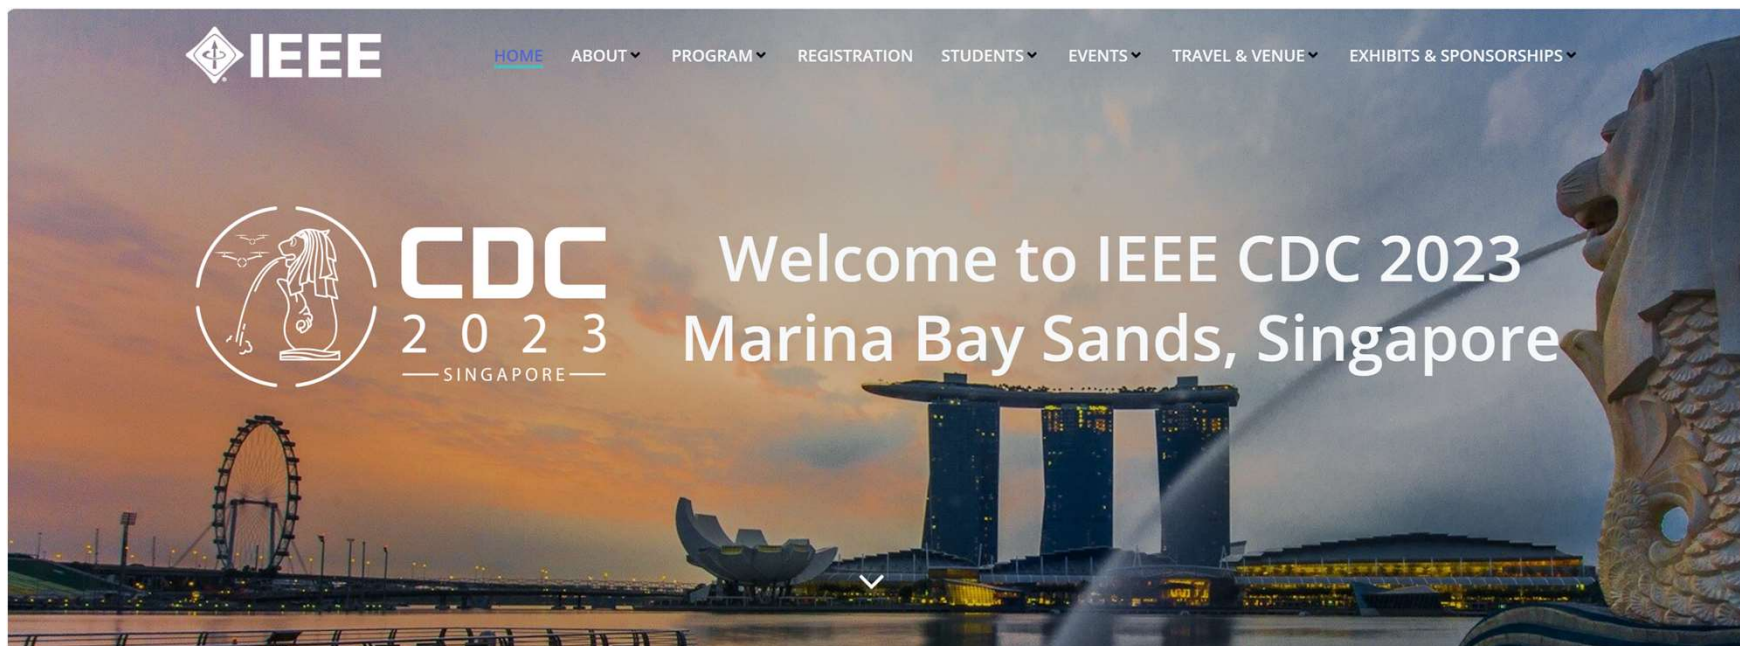 IEEE
HOME ABOUT PROGRAM REGISTRATION STUDENTS EVENTS TRAVEL & VENUE EXHIBITS & SPONSORSHIPS
CDC
2023
SINGAPORE
Welcome to IEEE CDC 2023
Marina Bay Sands, Singapore